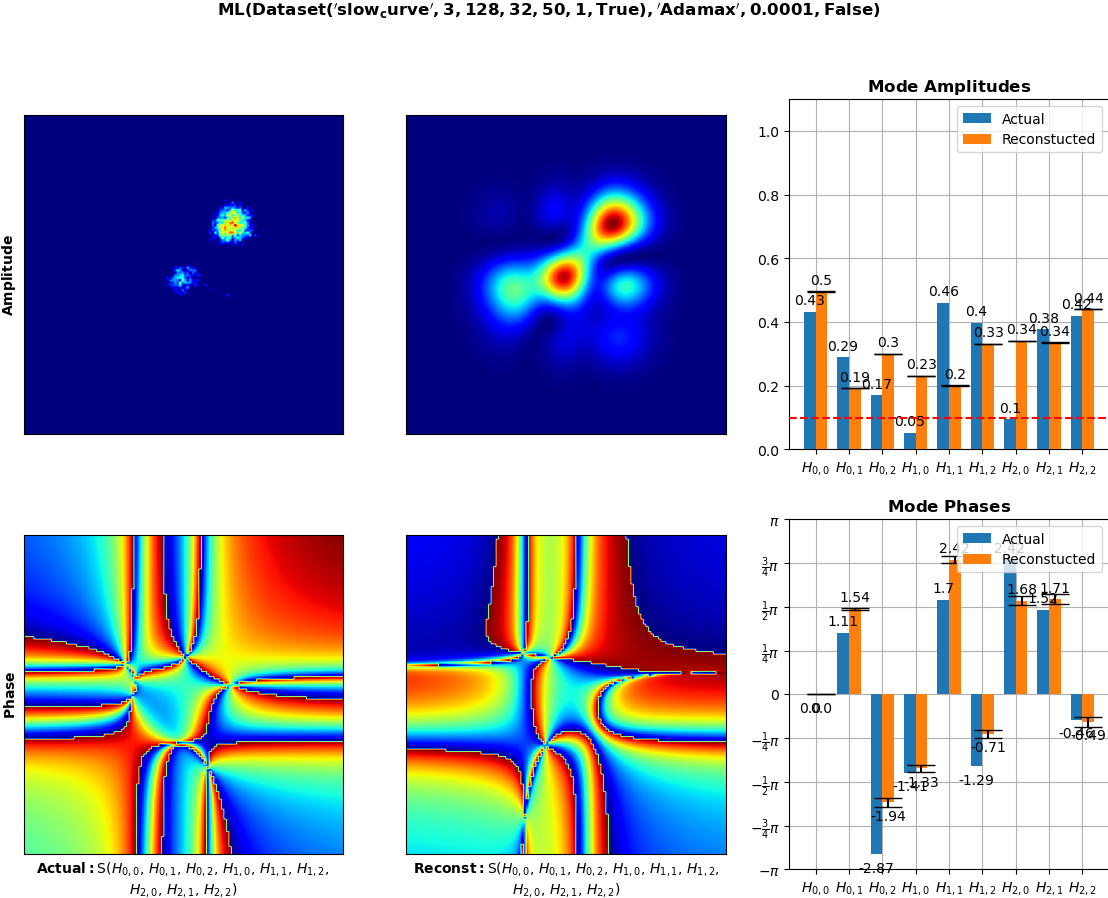 ML(Dataset('slow_curve', 3, 128, 32, 50, 1, True), 'Adamax', 0.0001, False)
Amplitude
Mode Amplitudes
Actual
Reconstucted
1.0
0.8
0.6
0.4
0.2
0.0
0.43
0.5
0.29
0.19
0.17
0.3
0.05
0.23
0.46
0.2
0.4
0.33
0.1
0.34
0.38
0.34
0.42
0.44
H0,0 H0,1 H0,2 H1,0 H1,1 H1,2 H2,0 H2,1 H2,2
Phase
Mode Phases
Actual
Reconstucted
π
3/4π
1/2π
1/4π
0
−1/4π
−1/2π
−3/4π
−π
0.0
0.0
1.11
1.54
-2.87
-1.94
-1.41
-1.33
1.7
2.42
-1.29
-0.71
2.42
1.68
1.52
1.71
-0.46
-0.49
H0,0 H0,1 H0,2 H1,0 H1,1 H1,2 H2,0 H2,1 H2,2
Actual: S(H0,0, H0,1, H0,2, H1,0, H1,1, H1,2,
H2,0, H2,1, H2,2)
Reconst: S(H0,0, H0,1, H0,2, H1,0, H1,1, H1,2,
H2,0, H2,1, H2,2)